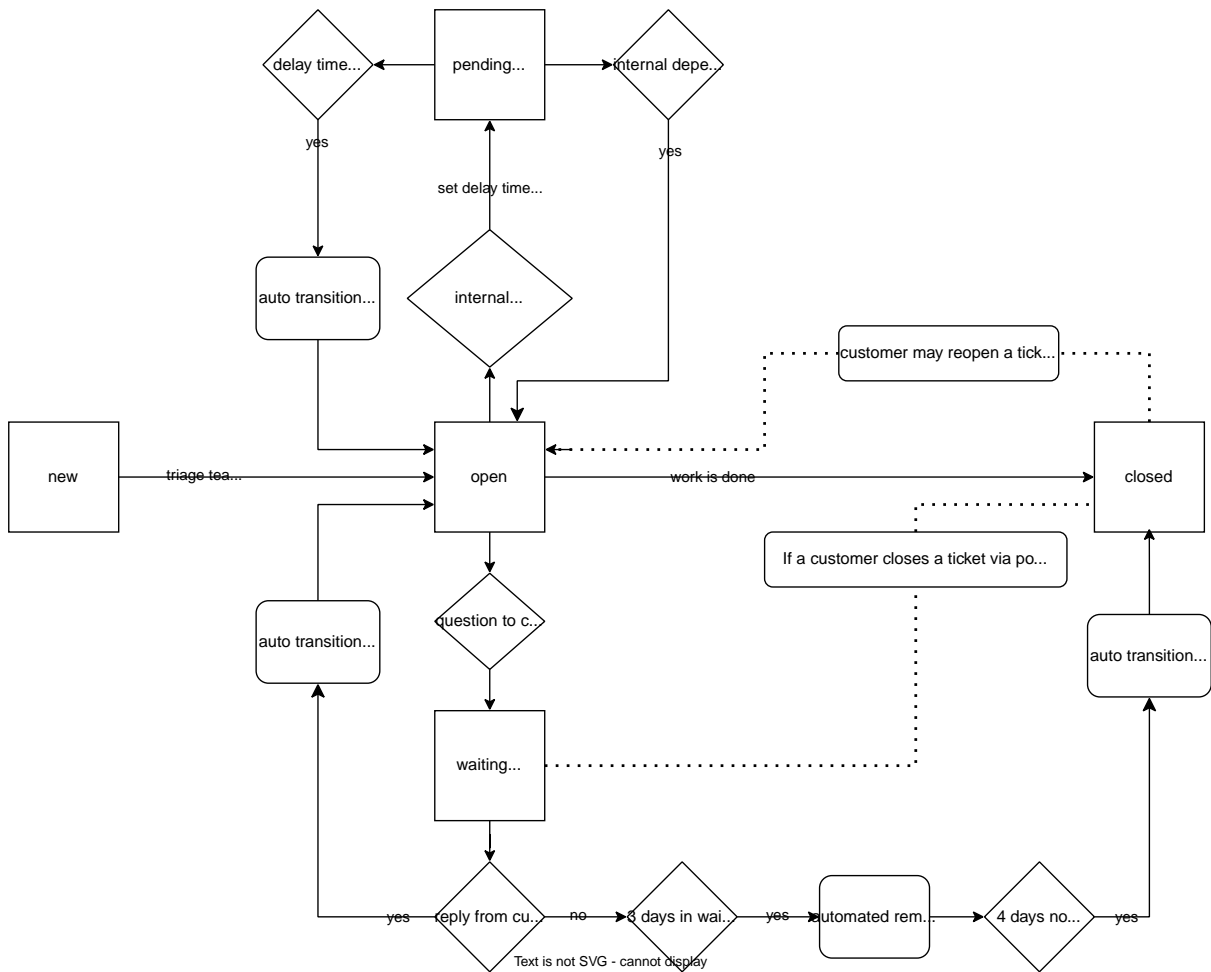 delay time...
pending...
internal depe...
yes
yes
set delay time...
auto transition...
internal...
customer may reopen a tick...
new
triage tea...
open
work is done
closed
If a customer closes a ticket via po...
question to c...
auto transition...
auto transition...
waiting...
yes
reply from cu...
no
3 days in wai...
yes
automated rem...
4 days no...
yes
Text is not SVG - cannot display